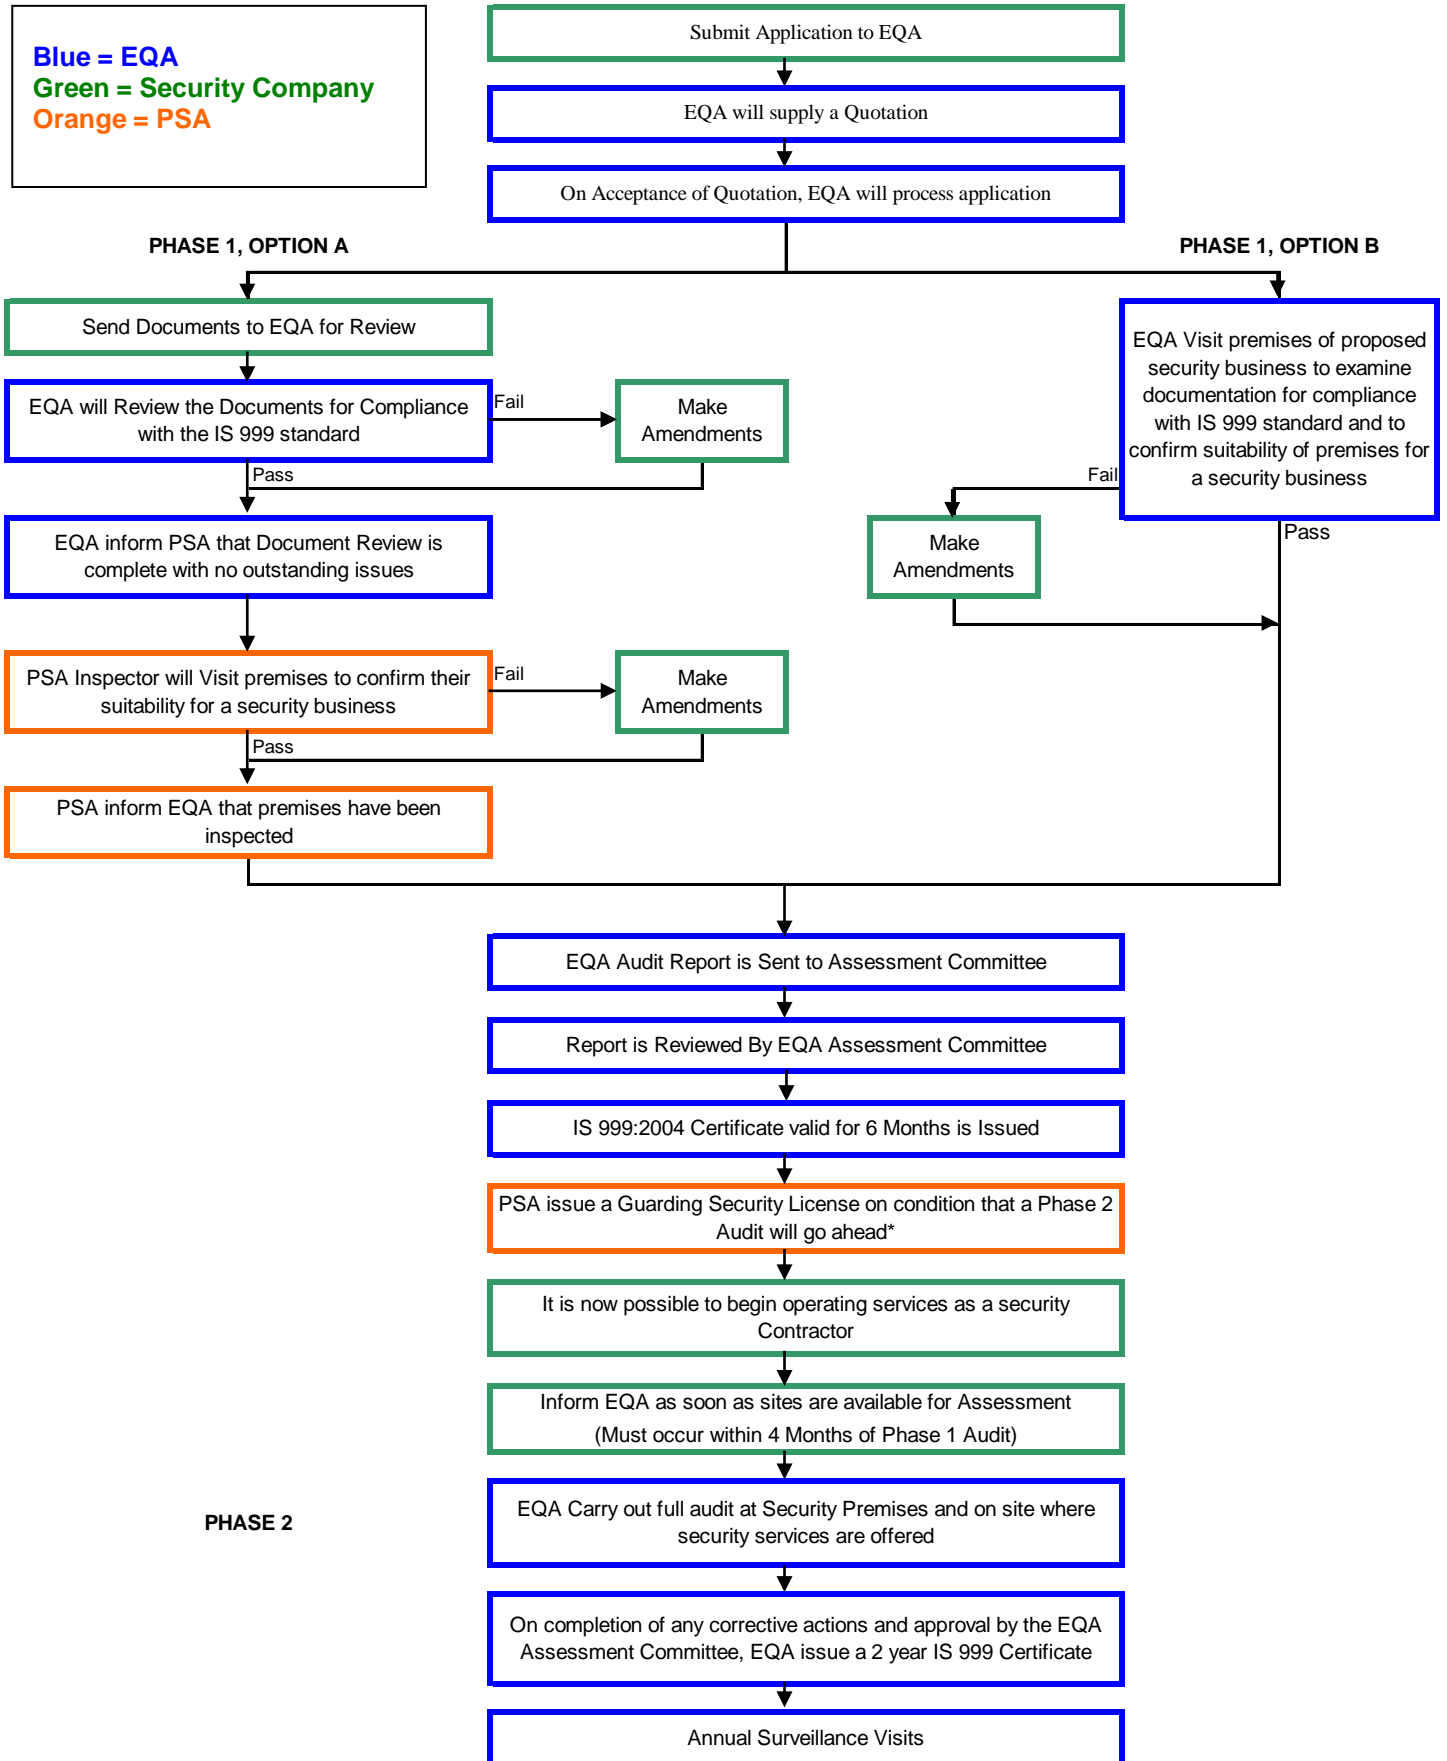 Blue = EQA
Green = Security Company
Orange = PSA
Submit Application to EQA
EQA will supply a Quotation
On Acceptance of Quotation, EQA will process application
PHASE 1, OPTION A
PHASE 1, OPTION B
Send Documents to EQA for Review
EQA will Review the Documents for Compliance
with the IS 999 standard
Fail
Make
Amendments
Pass
EQA inform PSA that Document Review is
complete with no outstanding issues
PSA Inspector will Visit premises to confirm their
suitability for a security business
Fail
Make
Amendments
Pass
PSA inform EQA that premises have been
inspected
EQA Visit premises of proposed
security business to examine
documentation for compliance
with IS 999 standard and to
confirm suitability of premises for
a security business
Fail
Make
Amendments
Pass
EQA Audit Report is Sent to Assessment Committee
Report is Reviewed By EQA Assessment Committee
IS 999:2004 Certificate valid for 6 Months is Issued
PSA issue a Guarding Security License on condition that a Phase 2
Audit will go ahead*
It is now possible to begin operating services as a security
Contractor
Inform EQA as soon as sites are available for Assessment
(Must occur within 4 Months of Phase 1 Audit)
PHASE 2
EQA Carry out full audit at Security Premises and on site where
security services are offered
On completion of any corrective actions and approval by the EQA
Assessment Committee, EQA issue a 2 year IS 999 Certificate
Annual Surveillance Visits